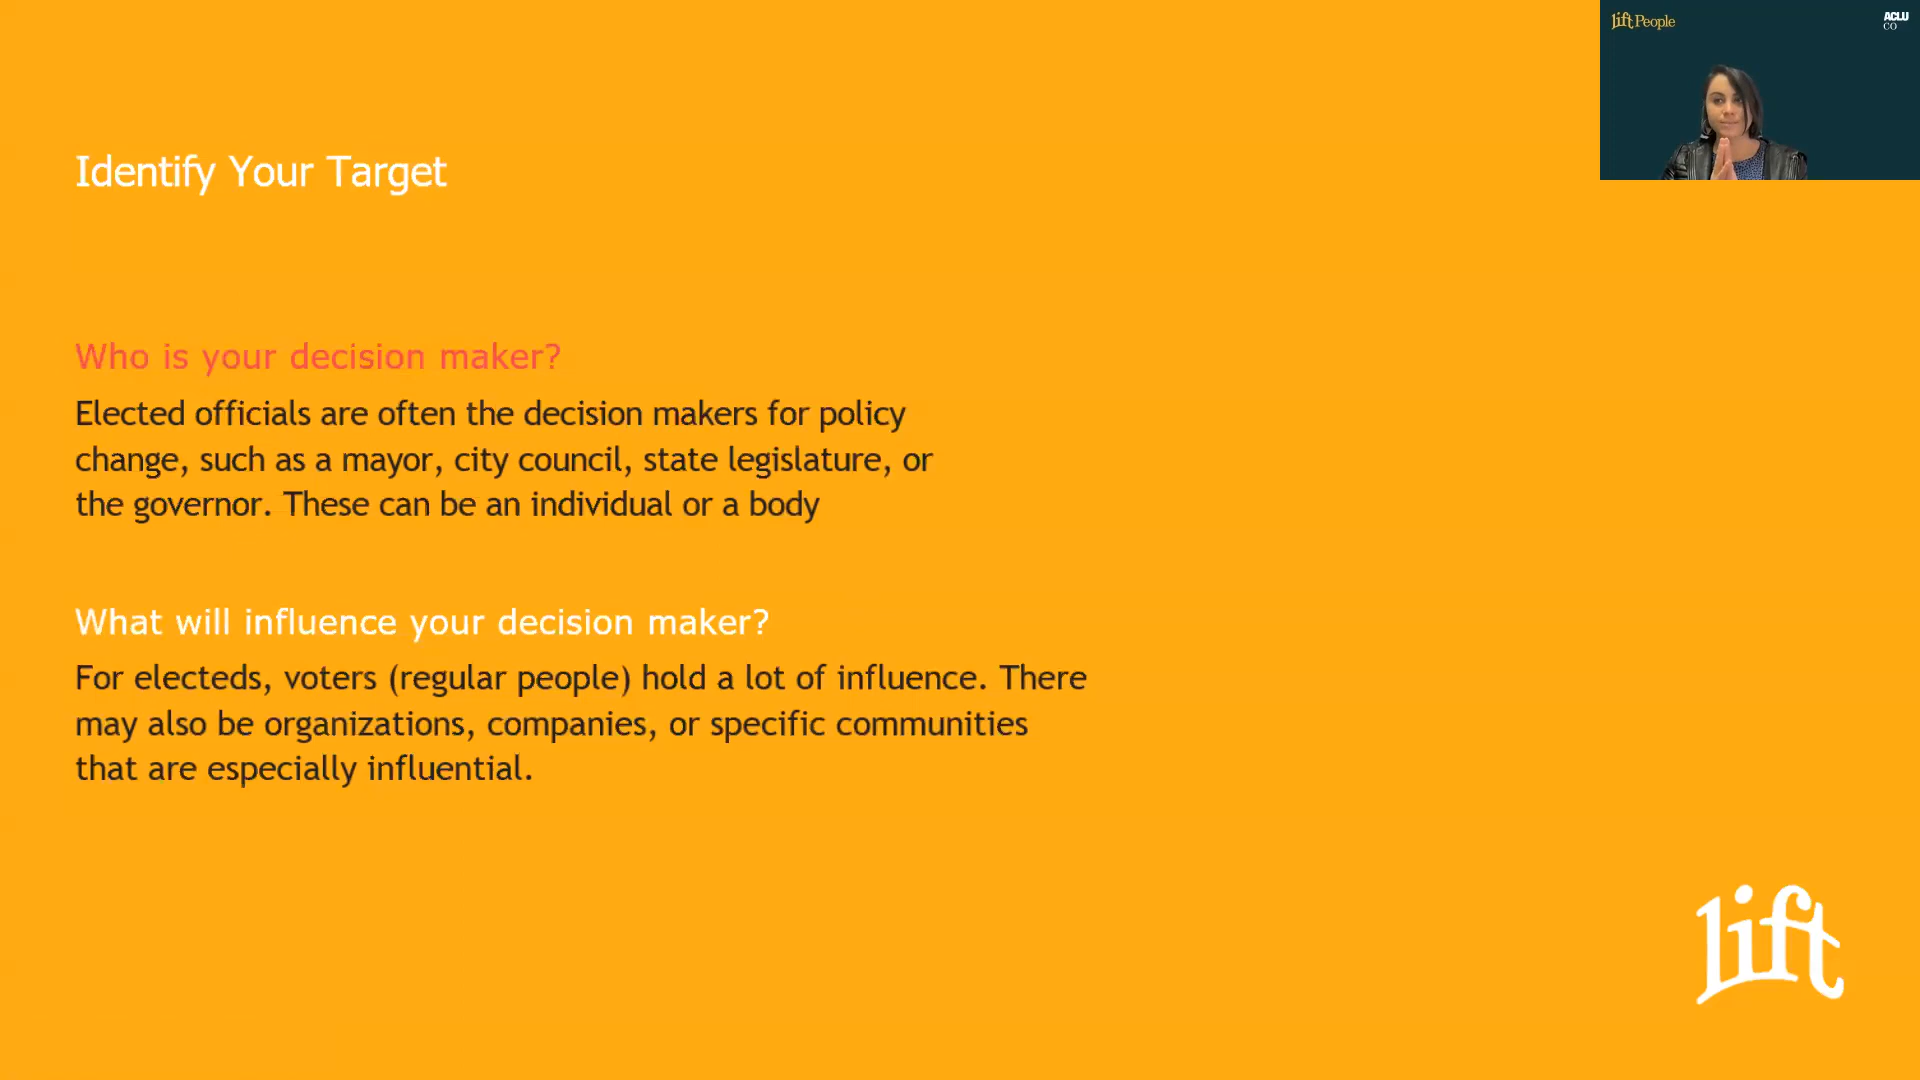 lift People
ACLU
CO
Identify Your Target
Who is your decision maker?
Elected officials are often the decision makers for policy
change, such as a mayor, city council, state legislature, or
the governor. These can be an individual or a body
What will influence your decision maker?
For electeds, voters (regular people) hold a lot of influence. There
may also be organizations, companies, or specific communities
that are especially influential.
lift